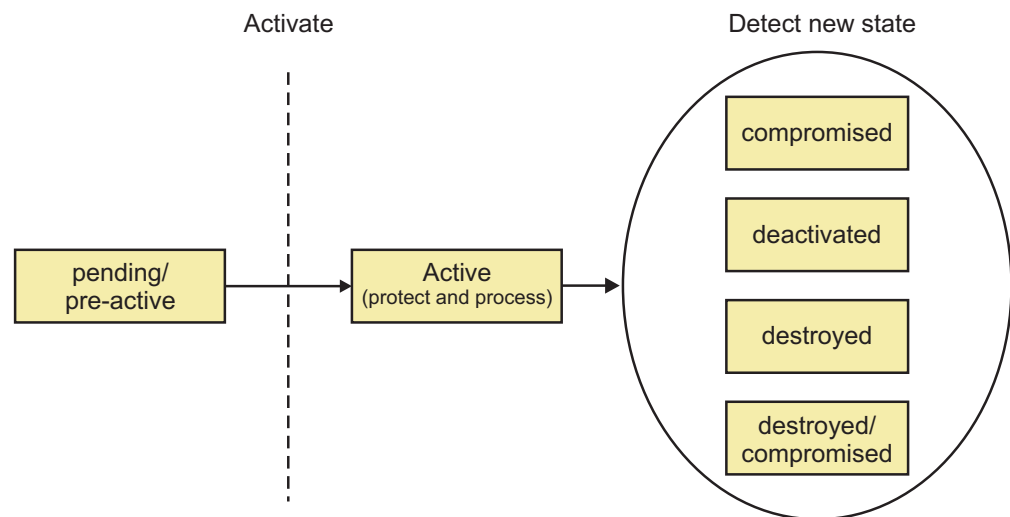 Activate
Detect new state
pending/
pre-active
Active
(protect and process)
compromised
deactivated
destroyed
destroyed/
compromised